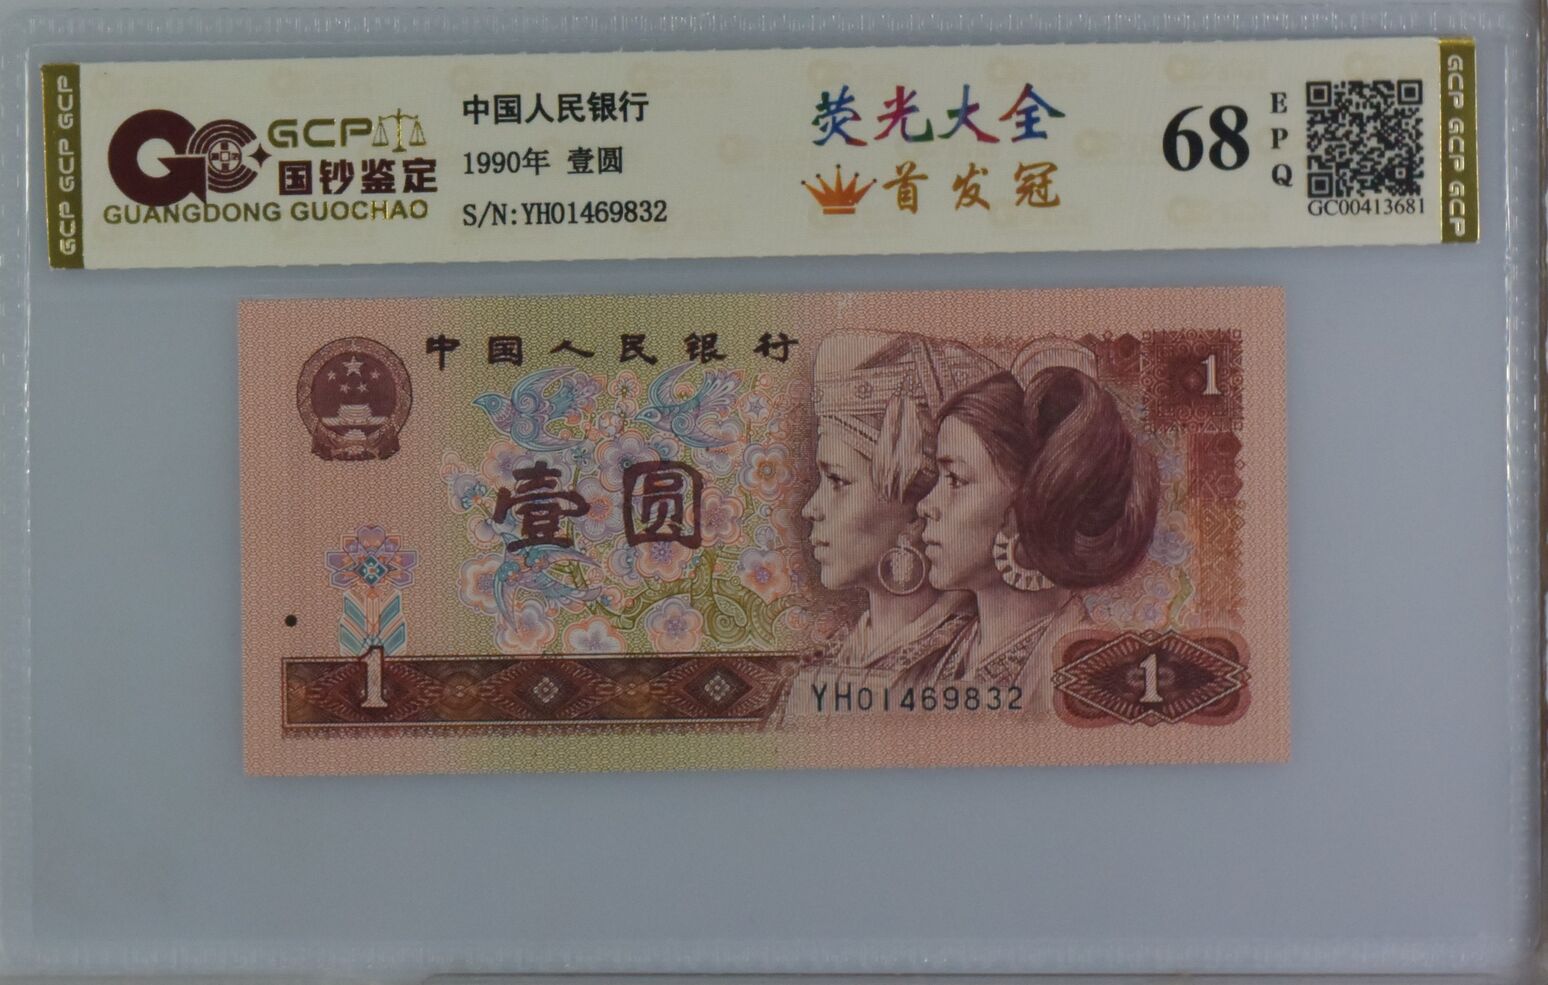 GCP GCP GCP
GCP
国钞鉴定
GUANGDONG GUOCHAO
中国人民银行
1990年 壹圆
S/N:YH01469832
荧光大全
首发冠
68
EPQ
GC00413681
GCP GCP GCP
中国人民银行
1
壹圆
1
YH01469832
1